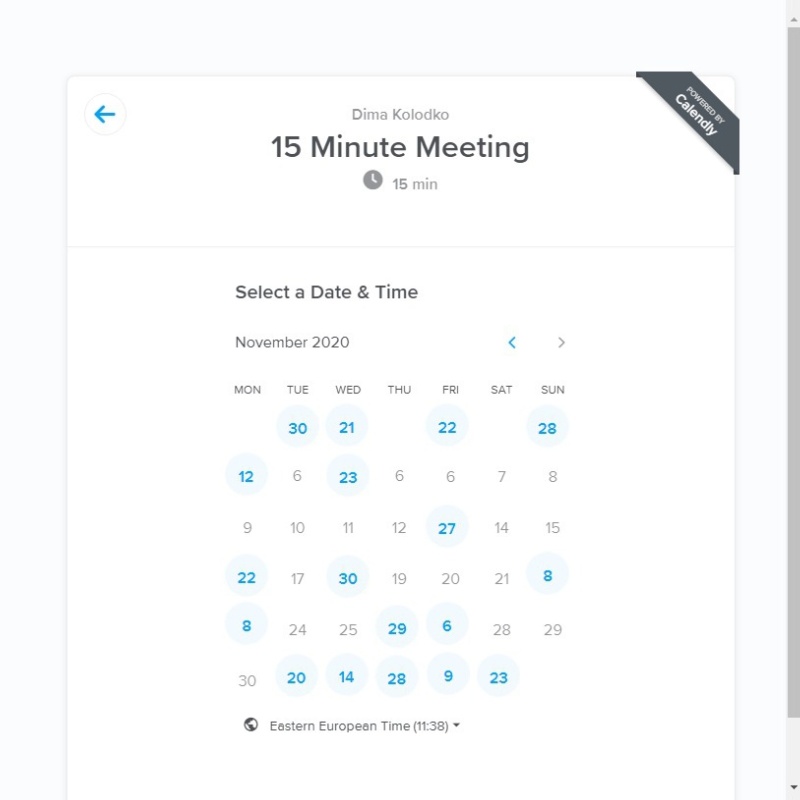 POWERED BY
Calendly
Dima Kolodko
15 Minute Meeting
15 min
Select a Date & Time
November 2020
MON TUE WED THU FRI SAT SUN
30 21 22 28
12 6 23 6 6 7 8
9 10 11 12 27 14 15
22 17 30 19 20 21 8
8 24 25 29 6 28 29
30 20 14 28 9 23
Eastern European Time (11:38)